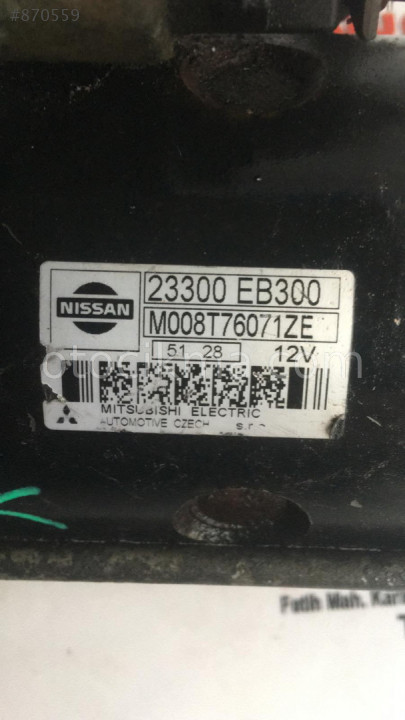 #870559
NISSAN
23300 EB300
M008T76071ZE
51 28 12V
MITSUBISHI ELECTRIC
AUTOMOTIVE CZECH s.r.o
Fatih Mah.